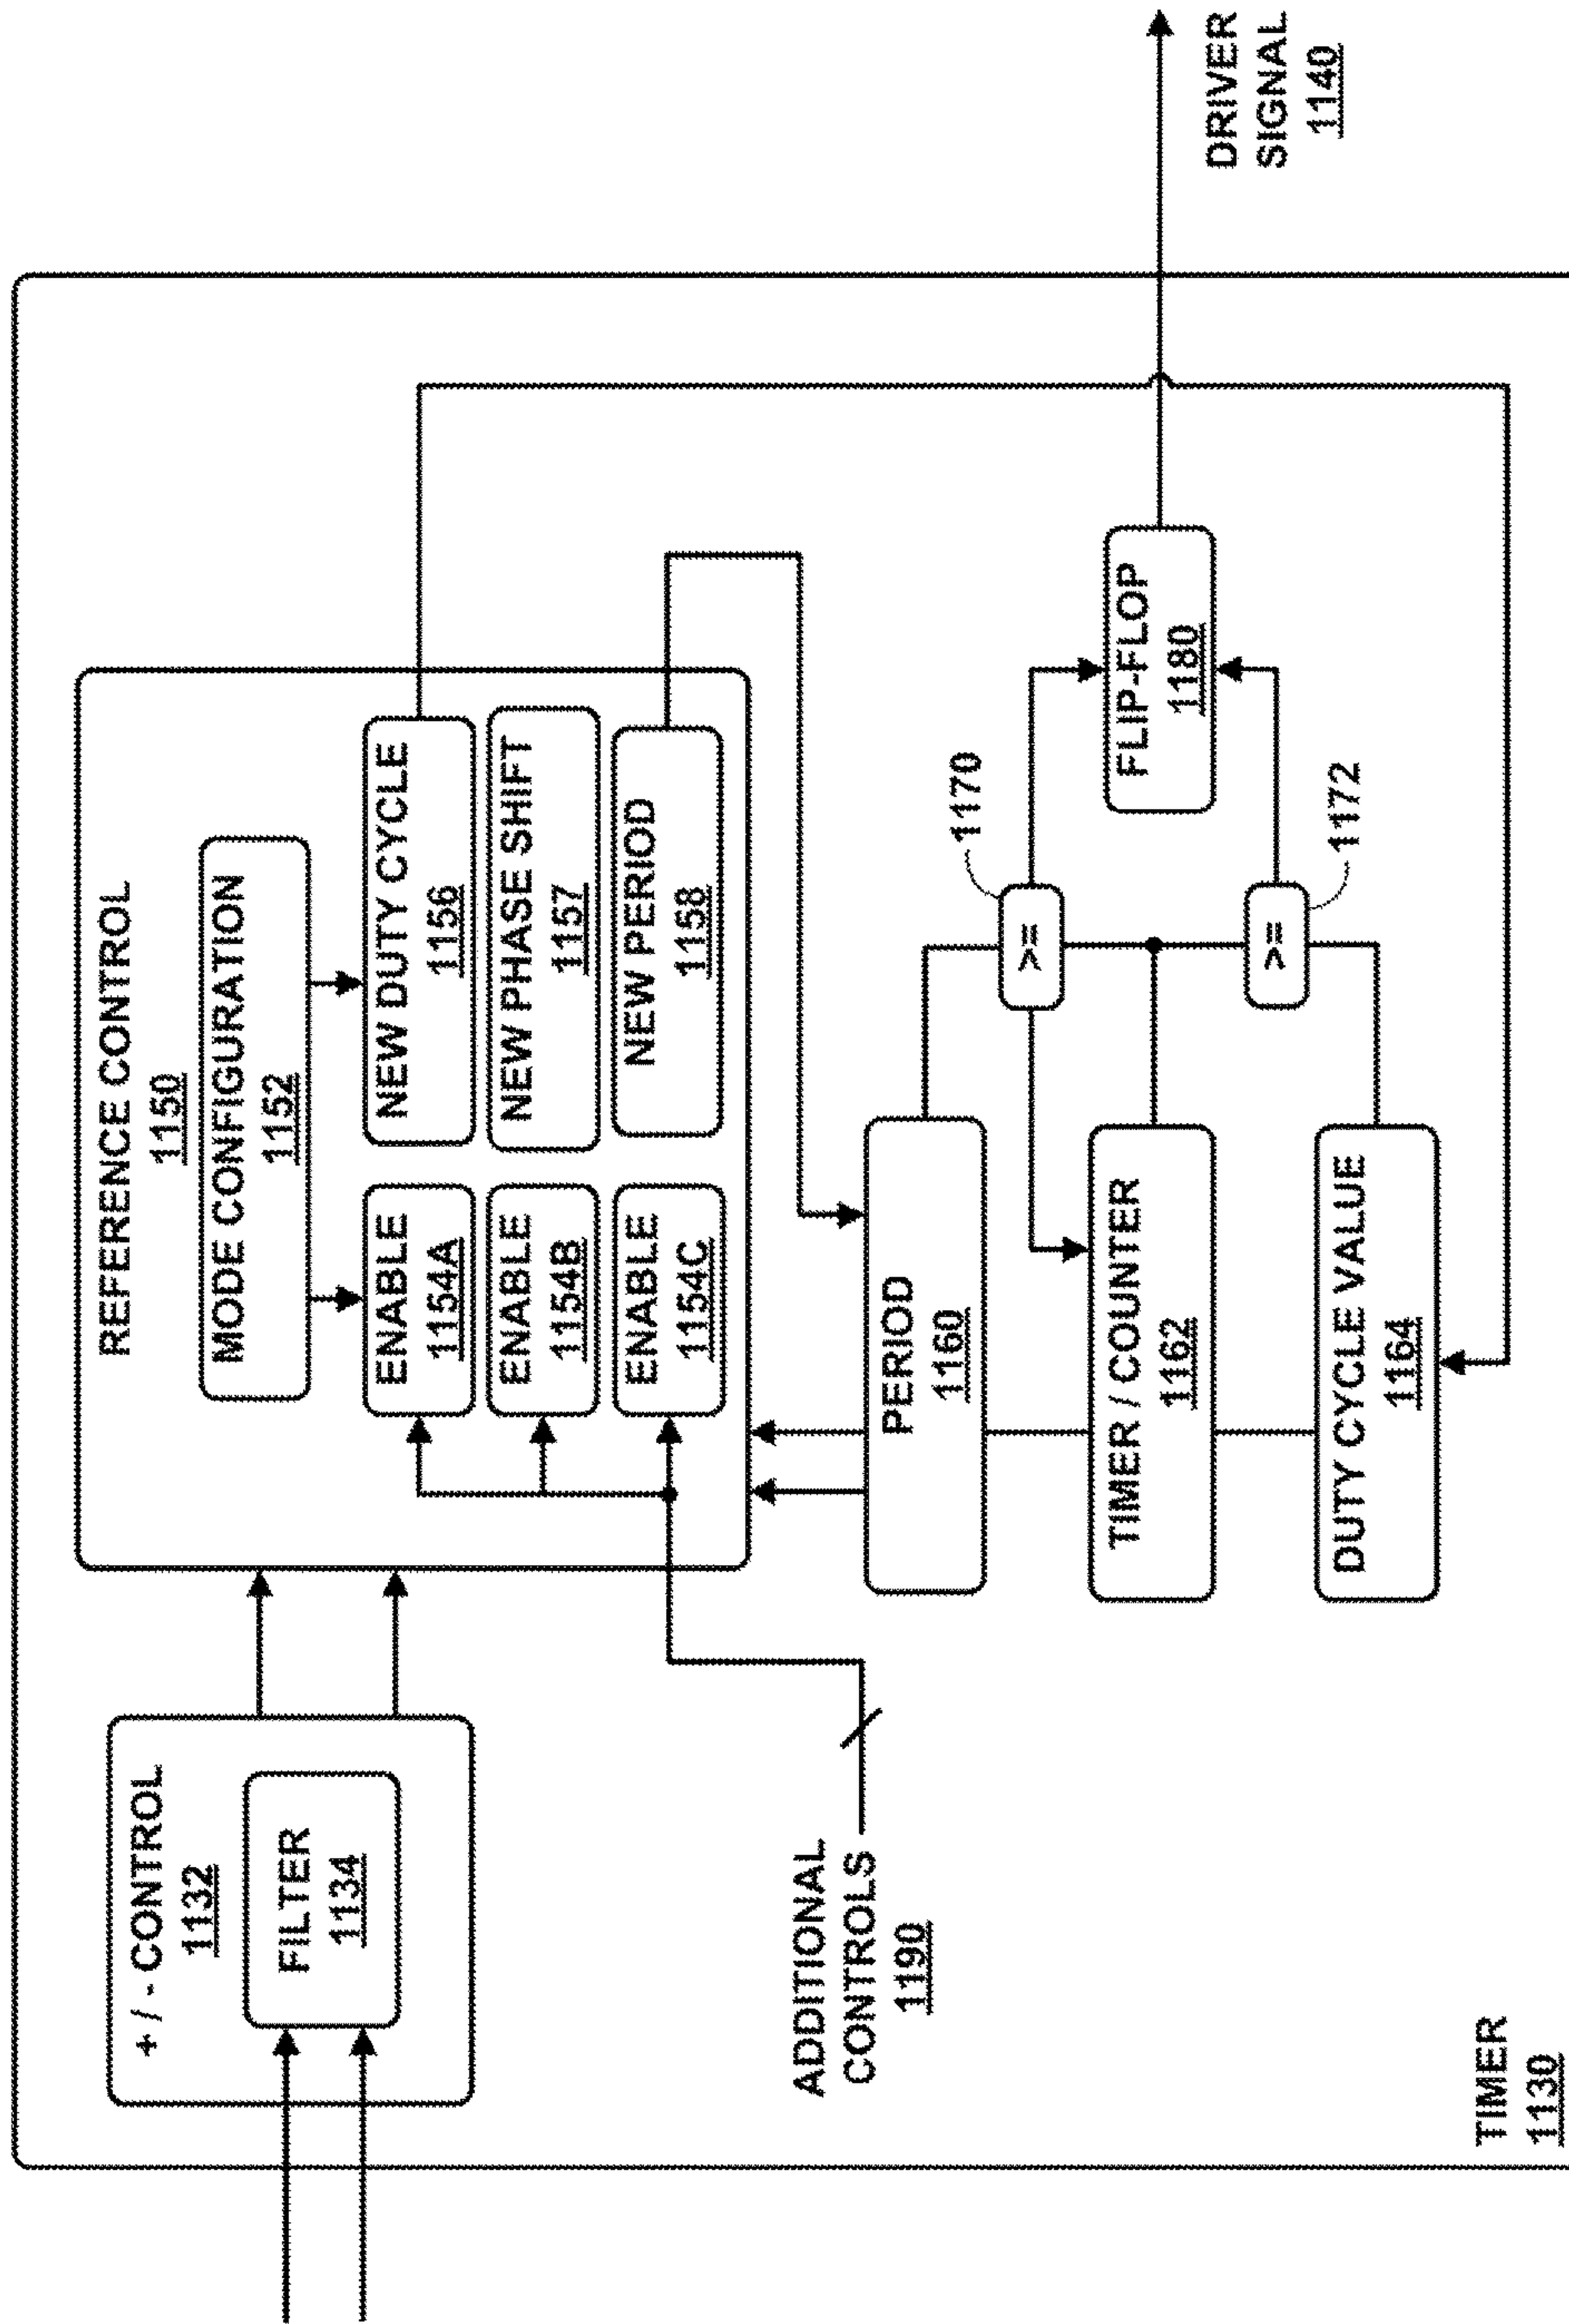 + / - CONTROL
1132
FILTER
1134
REFERENCE CONTROL
1150
MODE CONFIGURATION
1152
ENABLE
1154A
NEW DUTY CYCLE
1156
ENABLE
1154B
NEW PHASE SHIFT
1157
ENABLE
1154C
NEW PERIOD
1158
ADDITIONAL
CONTROLS
1190
PERIOD
1160
TIMER / COUNTER
1162
DUTY CYCLE VALUE
1164
>=
1170
>=
1172
FLIP-FLOP
1180
DRIVER
SIGNAL
1140
TIMER
1130